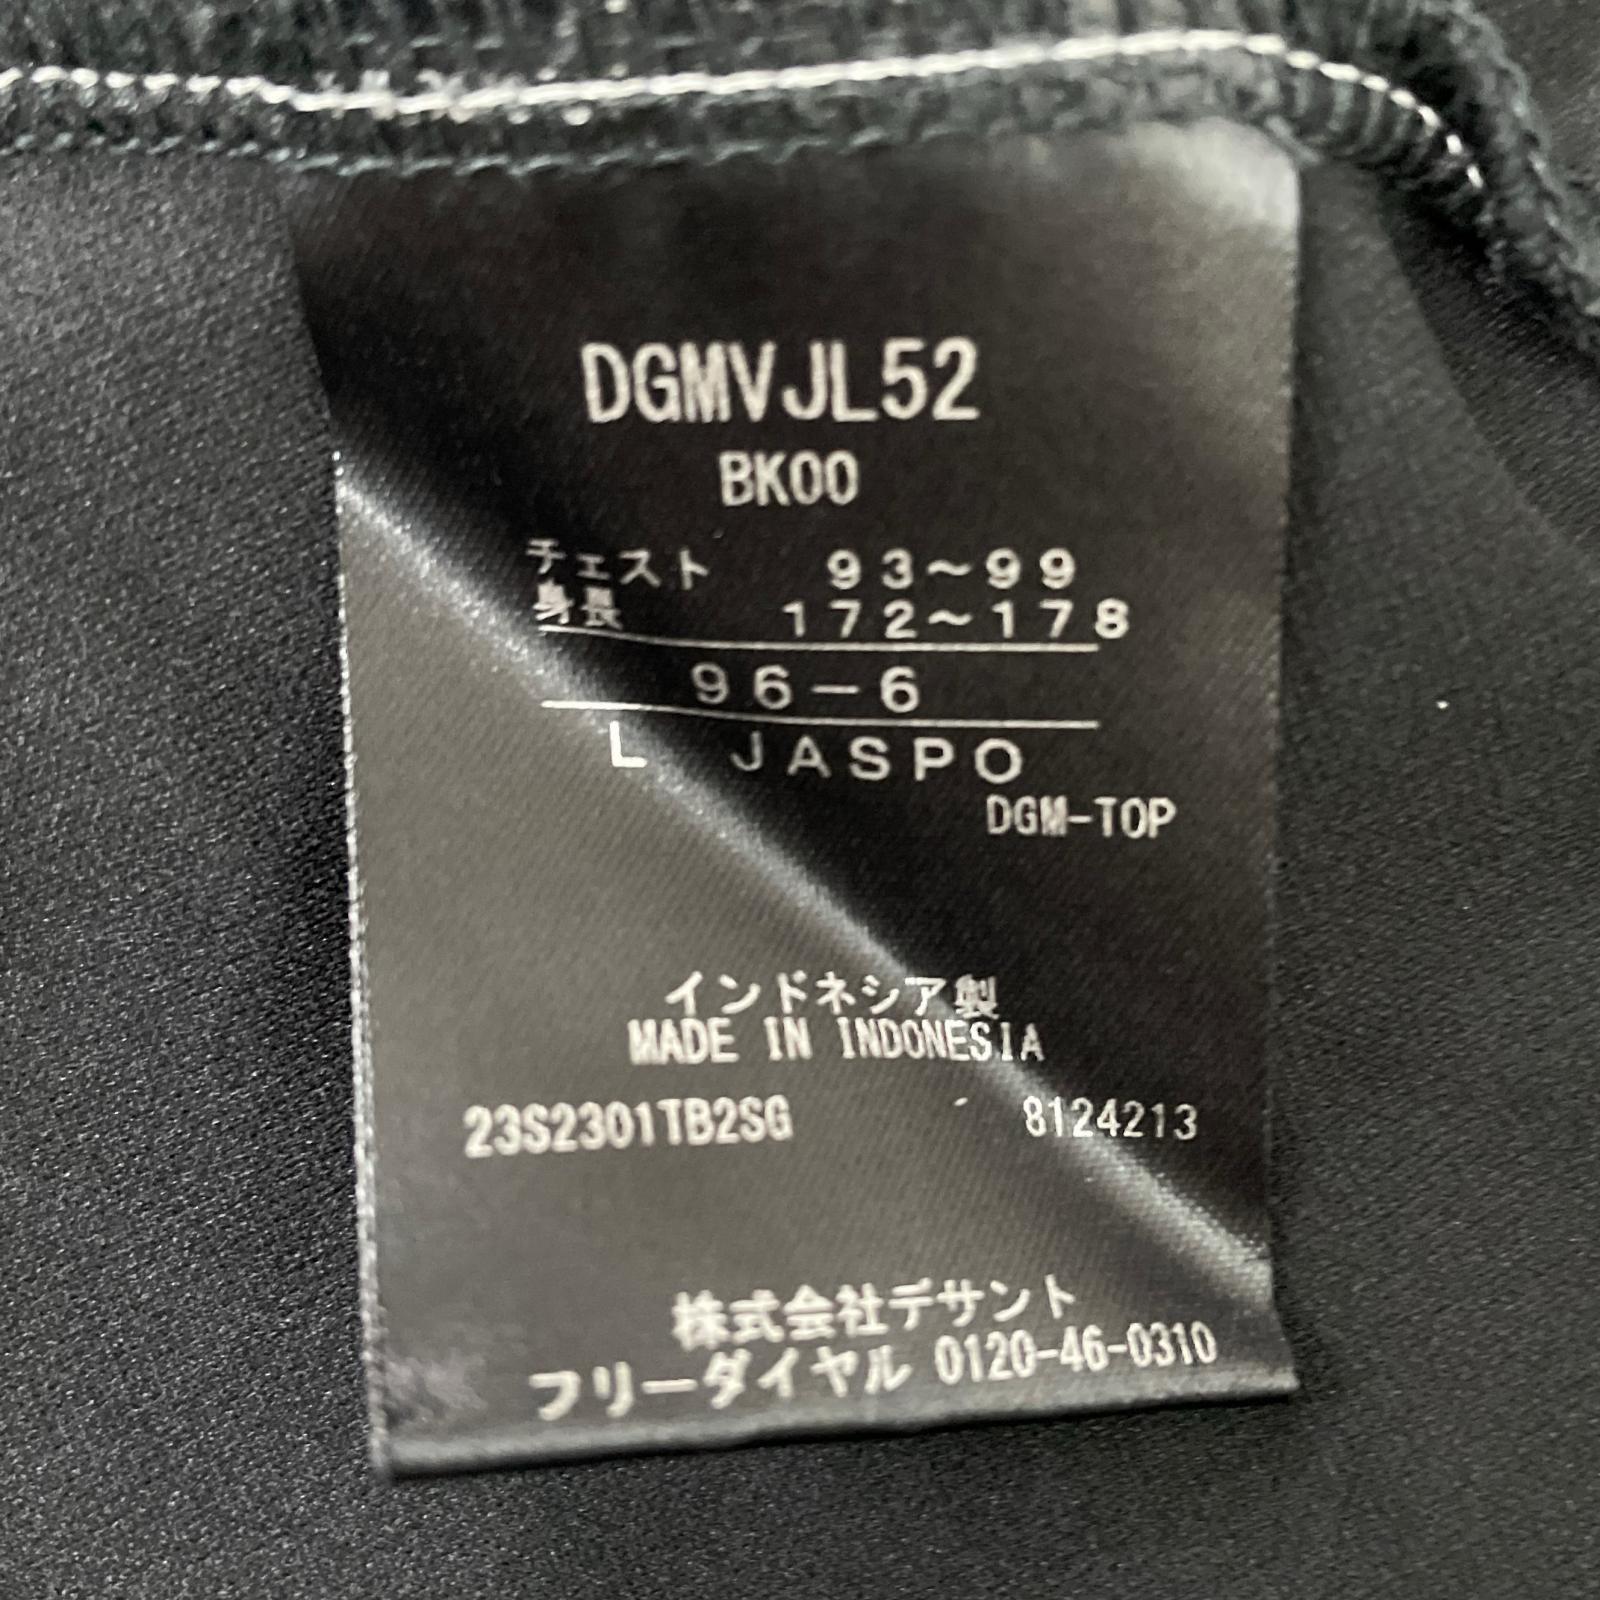 DGMVJL52
BK00
チェスト 93~99
身長 172~178
96-6
L JASPO
DGM-TOP
インドネシア製
MADE IN INDONESIA
23S2301TB2SG 8124213
株式会社デサント
フリーダイヤル 0120-46-0310